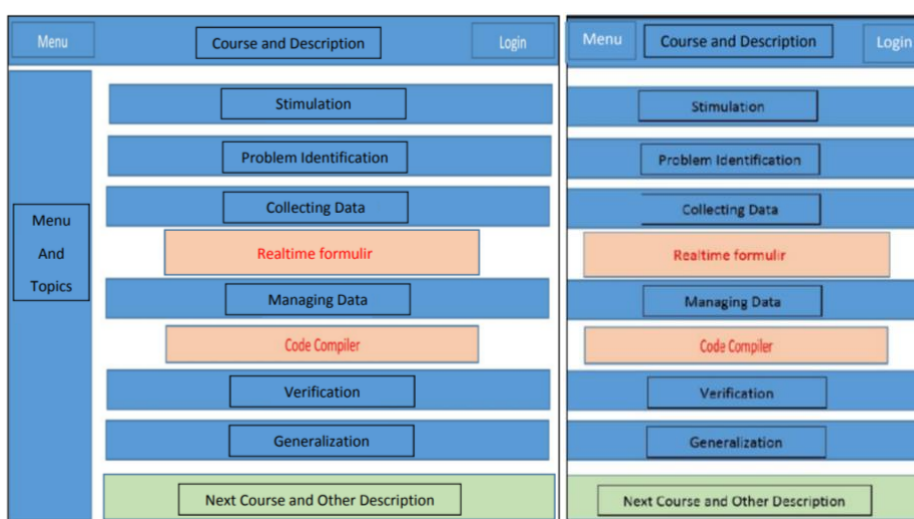 Menu
Course and Description
Login
Menu
And
Topics
Stimulation
Problem Identification
Collecting Data
Realtime formulir
Managing Data
Code Compiler
Verification
Generalization
Next Course and Other Description
Menu
Course and Description
Login
Stimulation
Problem Identification
Collecting Data
Realtime formulir
Managing Data
Code Compiler
Verification
Generalization
Next Course and Other Description